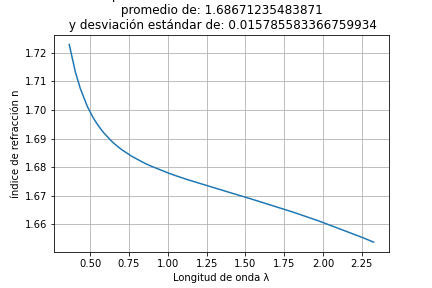 promedio de: 1.68671235483871
y desviación estándar de: 0.015785583366759934
1.72
1.71
1.70
1.69
1.68
1.67
1.66
Índice de refracción n
0.50 0.75 1.00 1.25 1.50 1.75 2.00 2.25
Longitud de onda λ